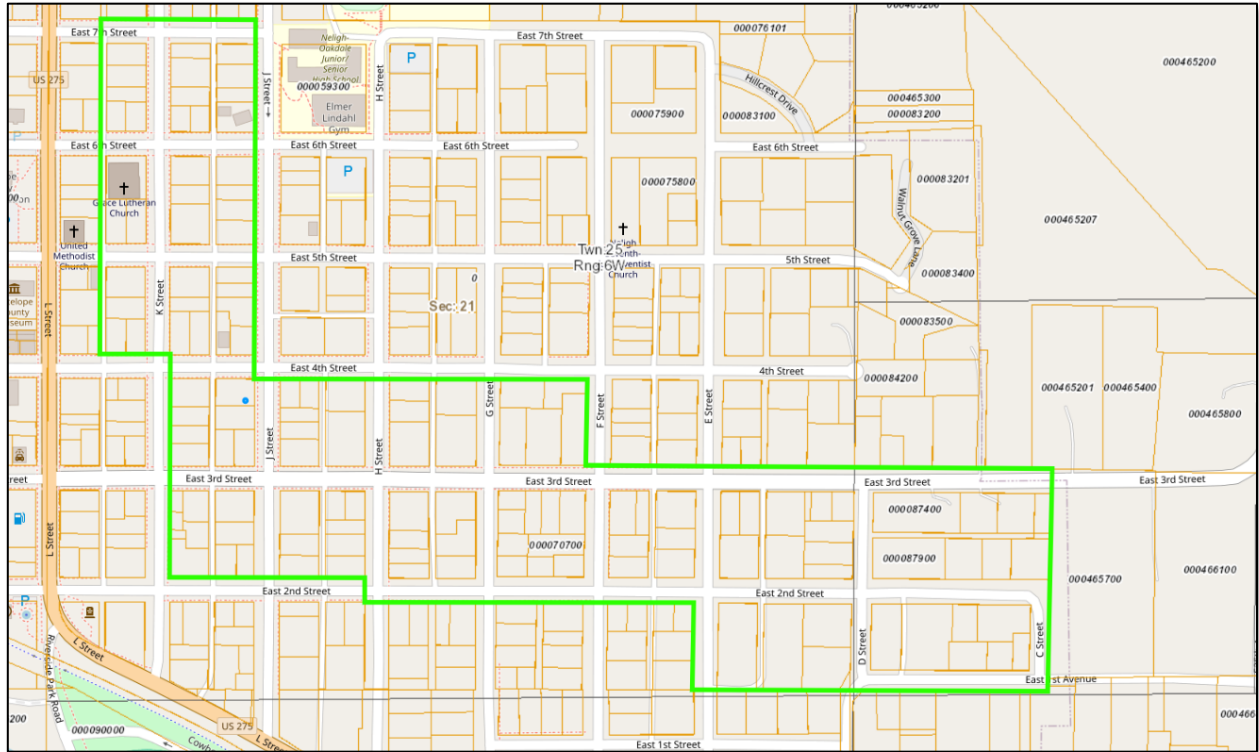 000465200
East 7th Street
East 7th Street
000076101
000465200
US 275
Neligh-
Oakdale
Junior/
Senior
High School
000059300
J Street
H Street
P
Hillcrest Drive
Elmer
Lindahl
Gym
000075900
000083100
000465300
000083200
P
East 6th Street
East 6th Street
East 6th Street
East 6th Street
P
000075800
000083201
Grace Lutheran
Church
Walnut Grove Lane
000465207
United
Methodist
Church
Twn:25
Rng:6W
Church
East 5th Street
5th Street
000083400
0
Sec: 21
K Street
L Street
000083500
East 4th Street
4th Street
000084200
000465201
000465400
000465800
G Street
F Street
E Street
J Street
H Street
East 3rd Street
East 3rd Street
East 3rd Street
East 3rd Street
000087400
L Street
000070700
000087900
000465700
000466100
East 2nd Street
East 2nd Street
P
D Street
C Street
L Street
Riverside Park Road
East 1st Avenue
200
000090000
US 275
L Street
East 1st Street
000466